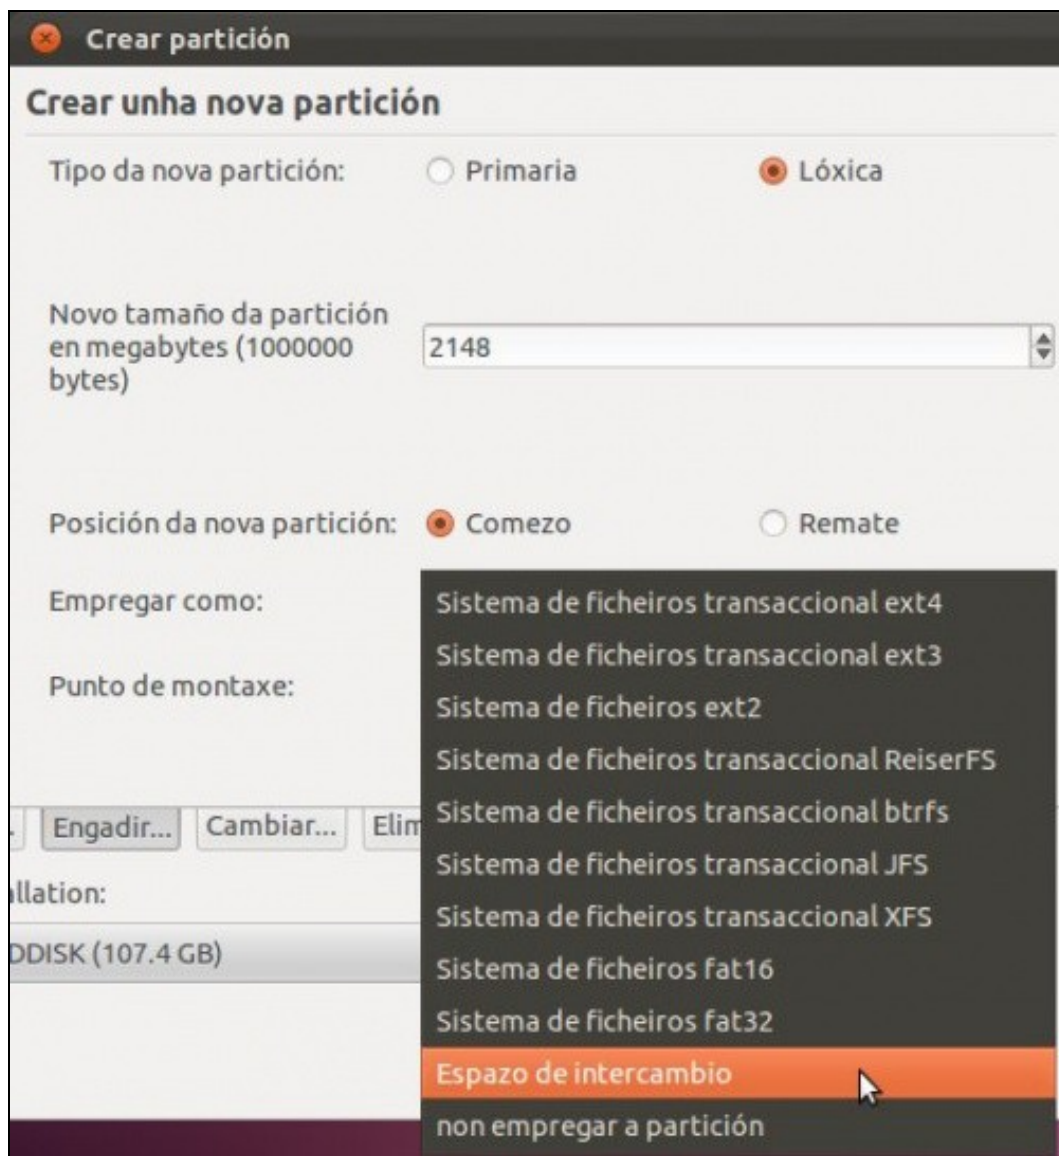 Crear partición
Crear unha nova partición
Tipo da nova partición:
Primaria
Lóxica
Novo tamaño da partición
en megabytes (1000000
bytes)
2148
Posición da nova partición:
Comezo
Remate
Empregar como:
Punto de montaxe:
Sistema de ficheiros transaccional ext4
Sistema de ficheiros transaccional ext3
Sistema de ficheiros ext2
Sistema de ficheiros transaccional ReiserFS
Sistema de ficheiros transaccional btrfs
Sistema de ficheiros transaccional JFS
Sistema de ficheiros transaccional XFS
Sistema de ficheiros fat16
Sistema de ficheiros fat32
Espazo de intercambio
non empregar a partición
Engadir...
Cambiar...
Elim
allation:
DDISK (107.4 GB)